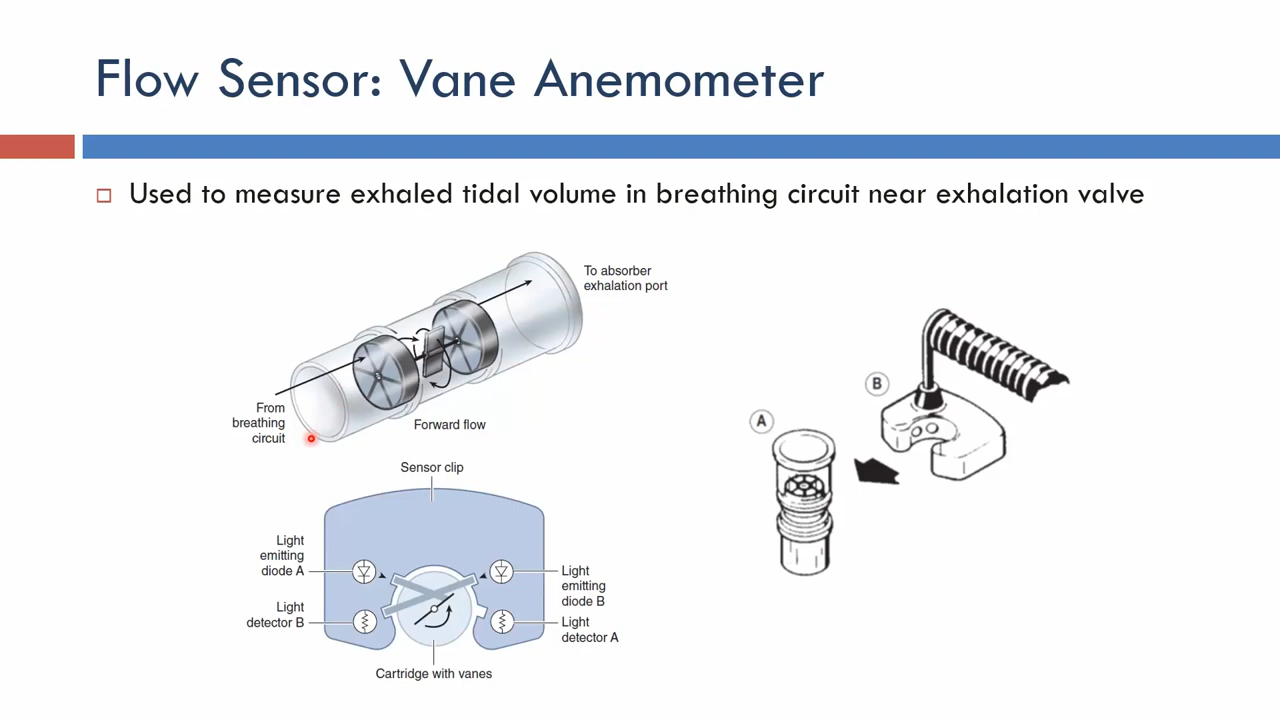 Flow Sensor: Vane Anemometer
Used to measure exhaled tidal volume in breathing circuit near exhalation valve
To absorber
exhalation port
From
breathing
circuit
Forward flow
Sensor clip
Light
emitting
diode A
Light
detector B
Light
emitting
diode B
Light
detector A
Cartridge with vanes
A
B